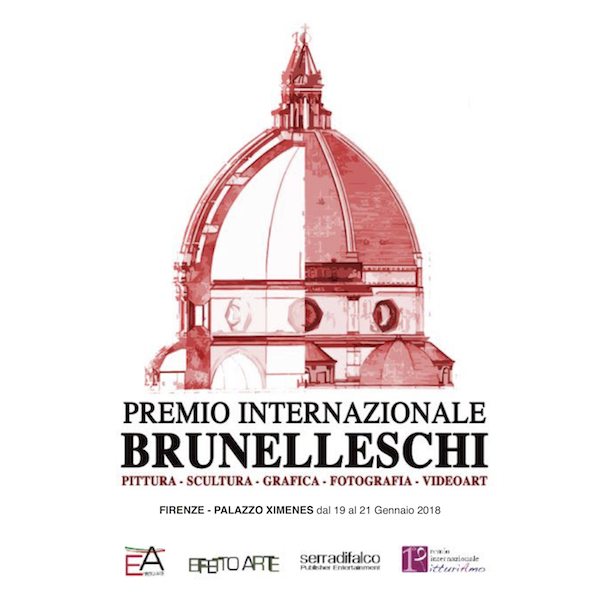 PREMIO INTERNAZIONALE
BRUNELLESCHI
PITTURA - SCULTURA - GRAFICA - FOTOGRAFIA - VIDEOART
FIRENZE - PALAZZO XIMENES dal 19 al 21 Gennaio 2018
EA
EFFETTO ARTE
serradifalco
Publisher Entertainment
1º
internazionale